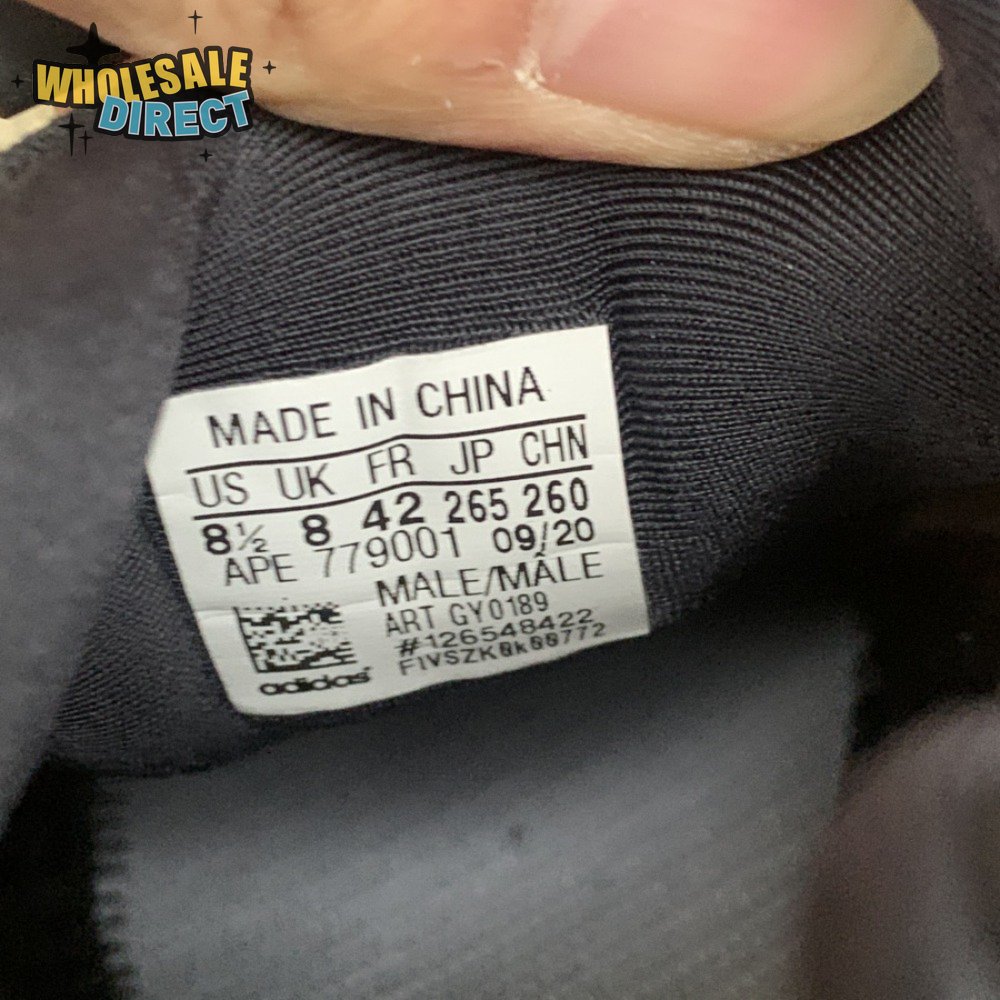 WHOLESALE
DIRECT
MADE IN CHINA
US UK FR JP CHN
8½ 8 42 265 260
APE 779001 09/20
MALE/MÂLE
ART GY0189
#126548422
adidas